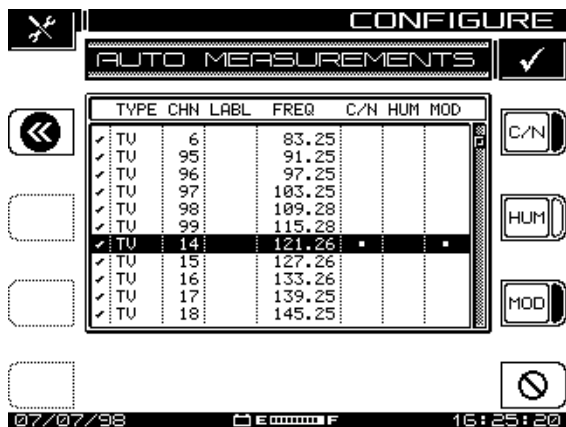 CONFIGURE
AUTO MEASUREMENTS
TYPE CHN LABL FREQ C/N HUM MOD
TV 6 83.25
TV 95 91.25
TV 96 97.25
TV 97 103.25
TV 98 109.28
TV 99 115.28
TV 14 121.26
TV 15 127.26
TV 16 133.26
TV 17 139.25
TV 18 145.25
C/N
HUM
MOD
07/07/98 E F 16:25:20